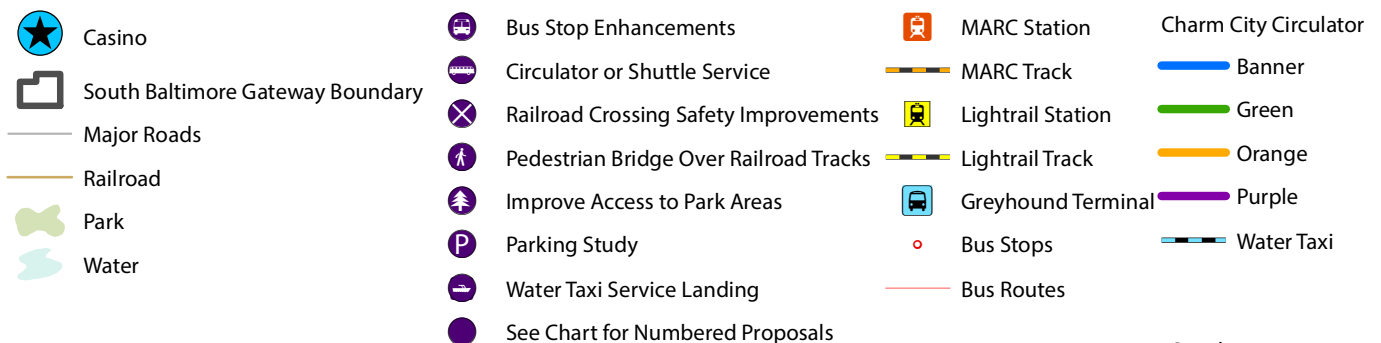 Casino
South Baltimore Gateway Boundary
Major Roads
Railroad
Park
Water
Bus Stop Enhancements
Circulator or Shuttle Service
Railroad Crossing Safety Improvements
Pedestrian Bridge Over Railroad Tracks
Improve Access to Park Areas
P Parking Study
Water Taxi Service Landing
See Chart for Numbered Proposals
MARC Station
MARC Track
Lightrail Station
Lightrail Track
Greyhound Terminal
Bus Stops
Bus Routes
Charm City Circulator
Banner
Green
Orange
Purple
Water Taxi